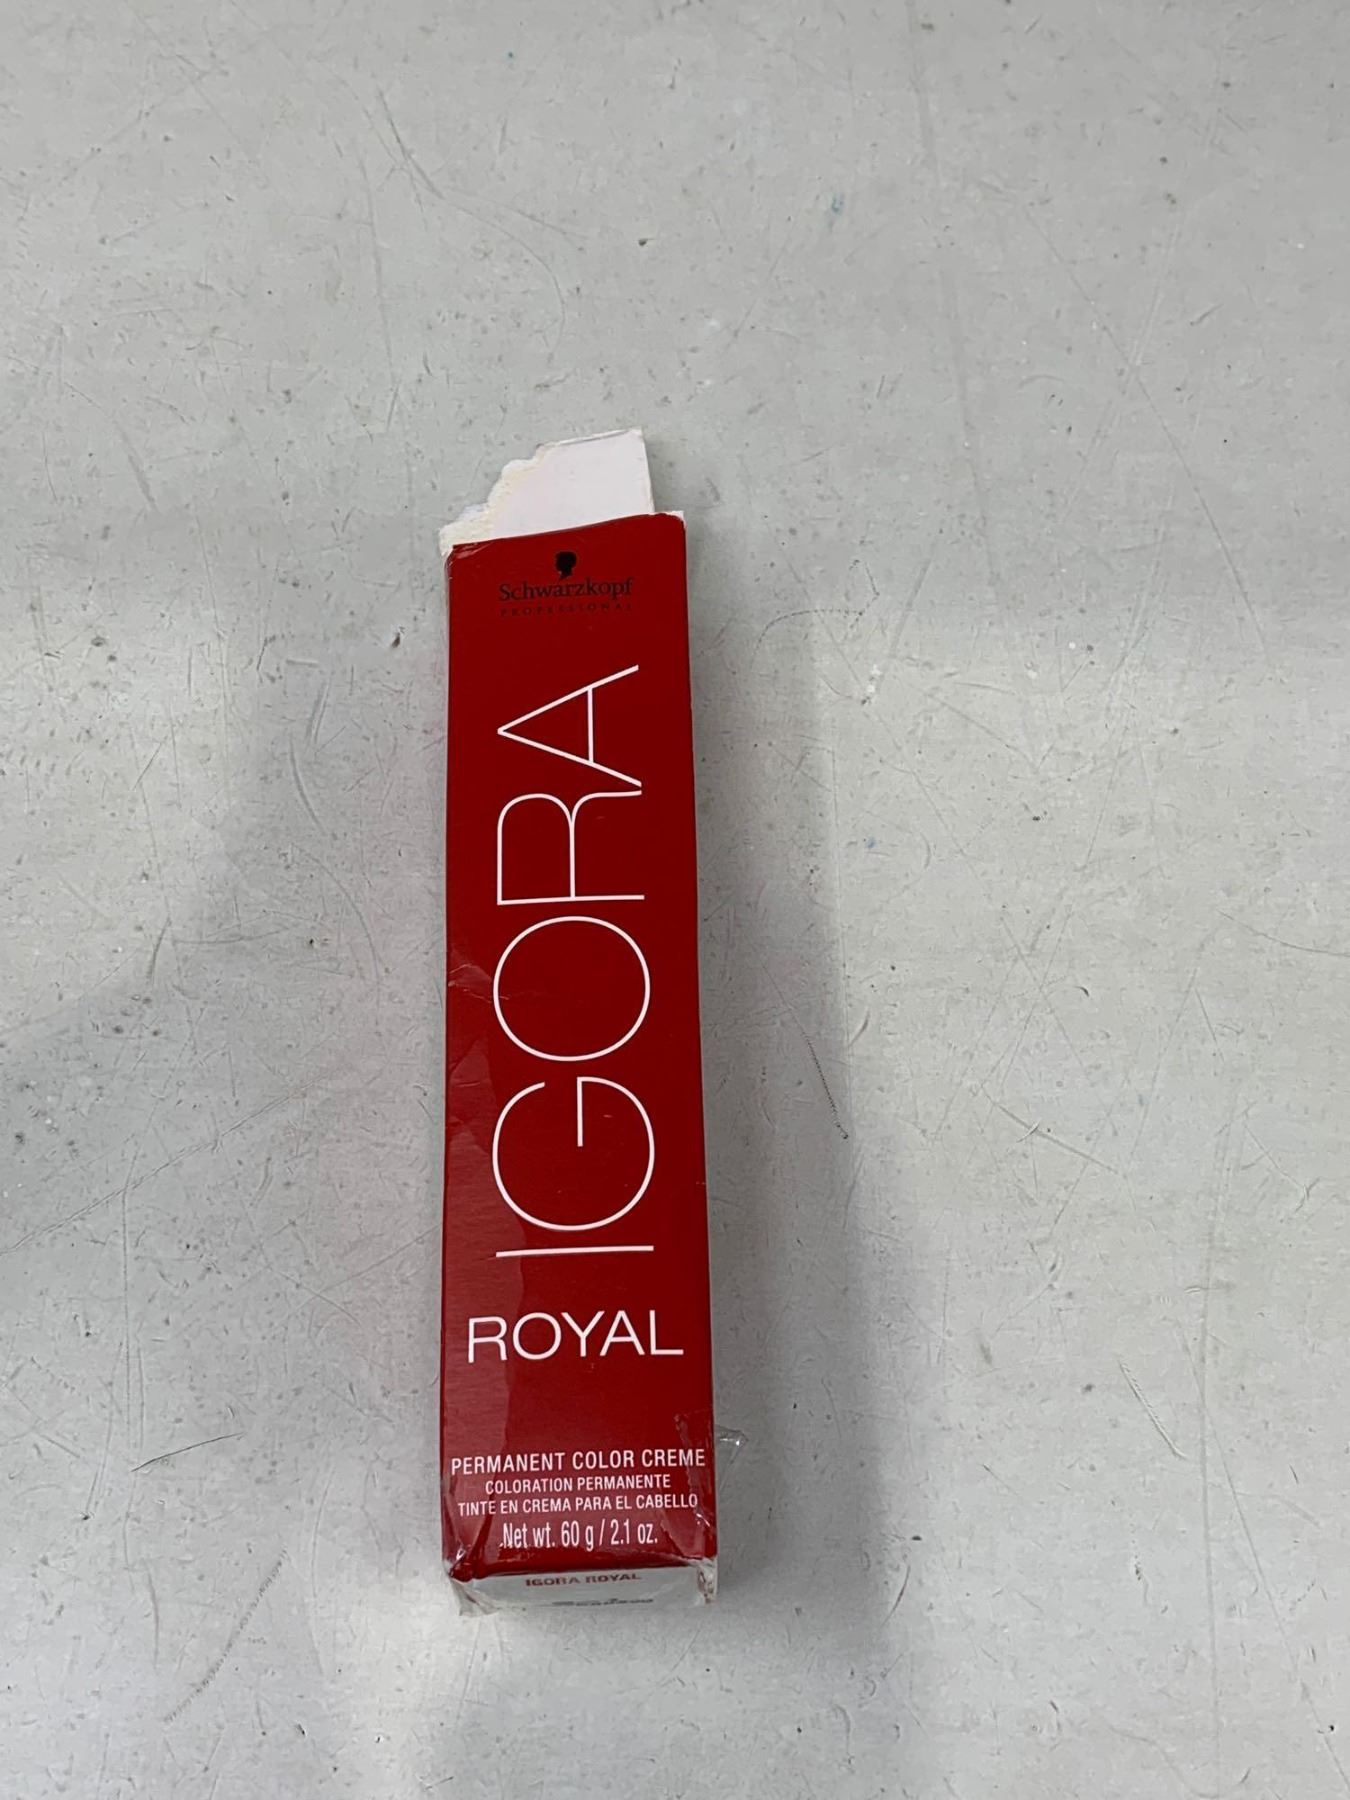 Schwarzkopf
PROFESSIONAL
IGORA
ROYAL
PERMANENT COLOR CREME
COLORATION PERMANENTE
TINTE EN CREMA PARA EL CABELLO
Net wt. 60 g / 2.1 oz.
IGORA ROYAL